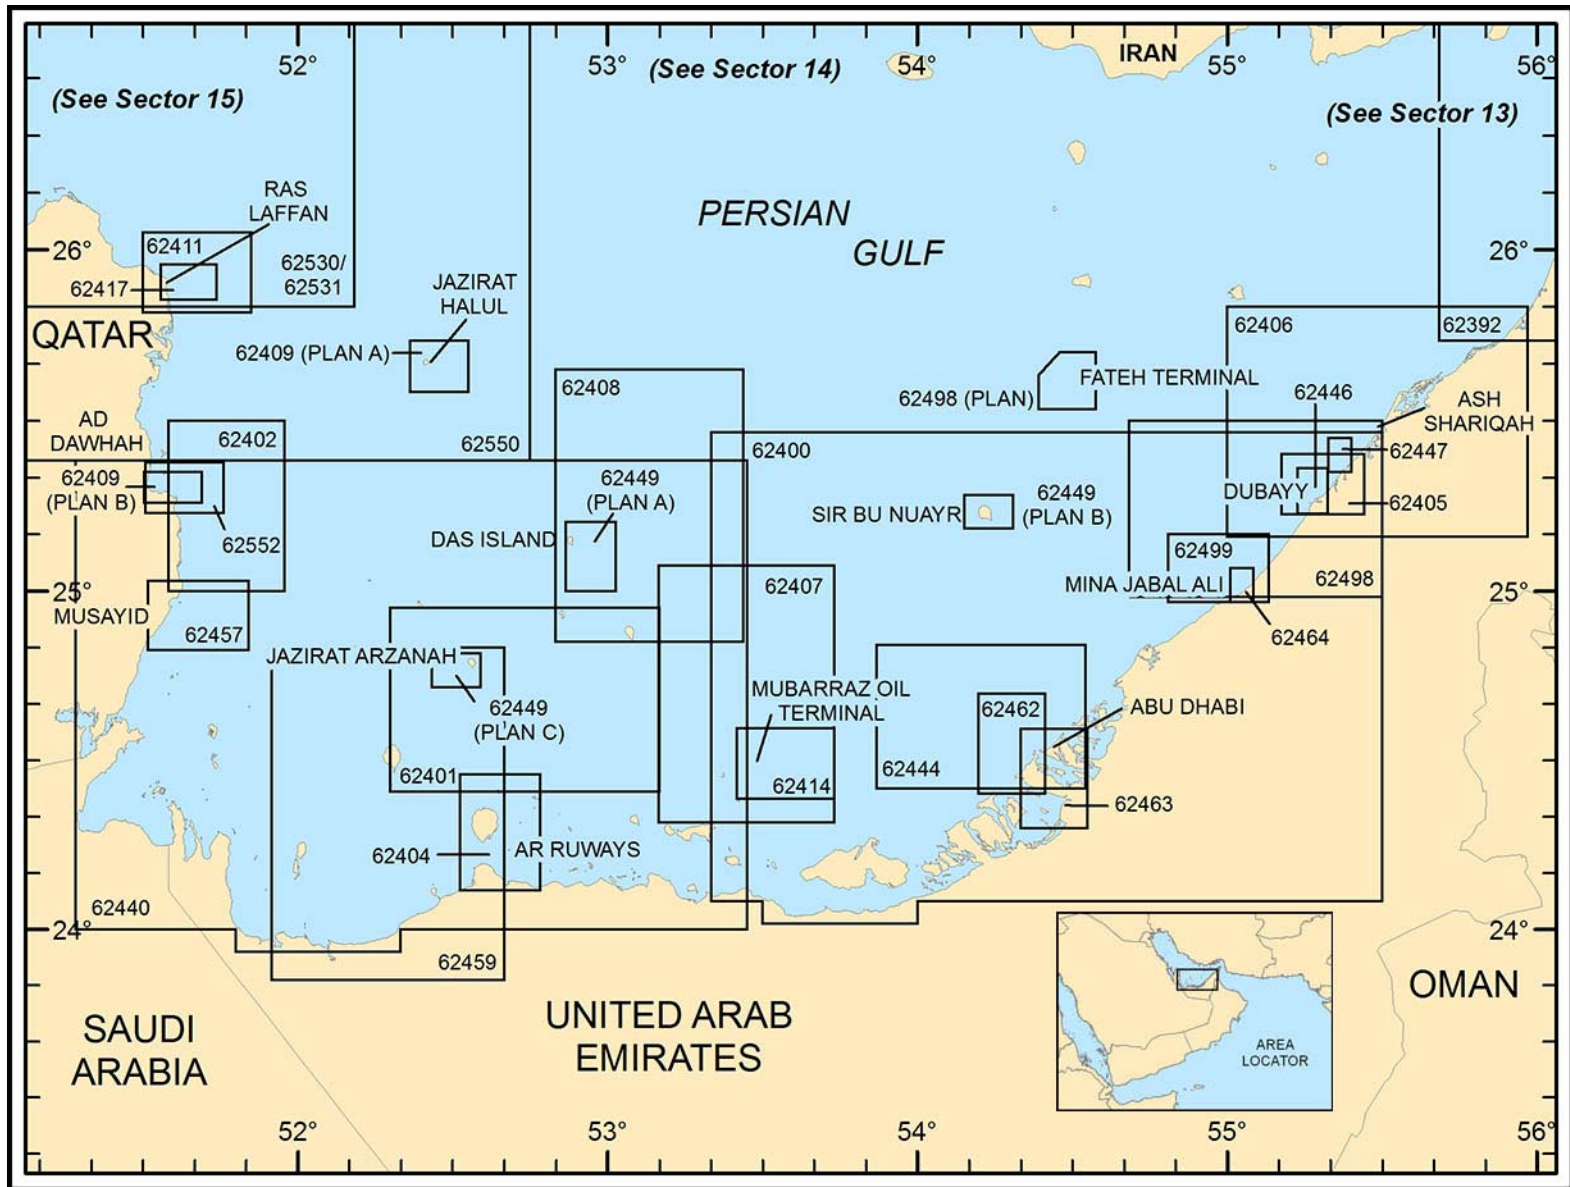 52°
53°
54°
55°
56°
IRAN
(See Sector 14)
(See Sector 15)
(See Sector 13)
RAS
LAFFAN
PERSIAN
GULF
26°
62411
62530/
62531
26°
62417
JAZIRAT
HALUL
QATAR
62409 (PLAN A)
62406
62392
62408
FATEH TERMINAL
62498 (PLAN)
62446
ASH
SHARIQAH
AD
DAWHAH
62402
62550
62400
62447
62409
(PLAN B)
62449
(PLAN A)
62449
(PLAN B)
SIR BU NUAYR
DUBAYY
62405
DAS ISLAND
62552
62499
25°
62407
MINA JABAL ALI
62498
25°
MUSAYID
62457
62464
JAZIRAT ARZANAH
62449
(PLAN C)
MUBARRAZ OIL
TERMINAL
62462
ABU DHABI
62401
62414
62444
62463
62404
AR RUWAYS
62440
24°
24°
62459
OMAN
SAUDI
ARABIA
UNITED ARAB
EMIRATES
AREA
LOCATOR
52°
53°
54°
55°
56°